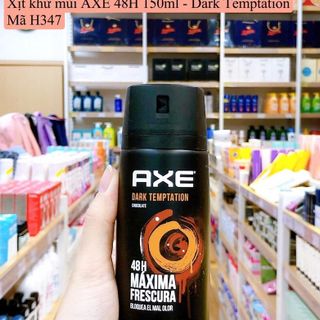 Xịt khử mùi AXE 48H 150ml - Dark Temptation
Mã H347
AXE
DARK TEMPTATION
CHOCOLATE
48H
MÁXIMA
FRESCURA
BLOQUEA EL MAL OLOR